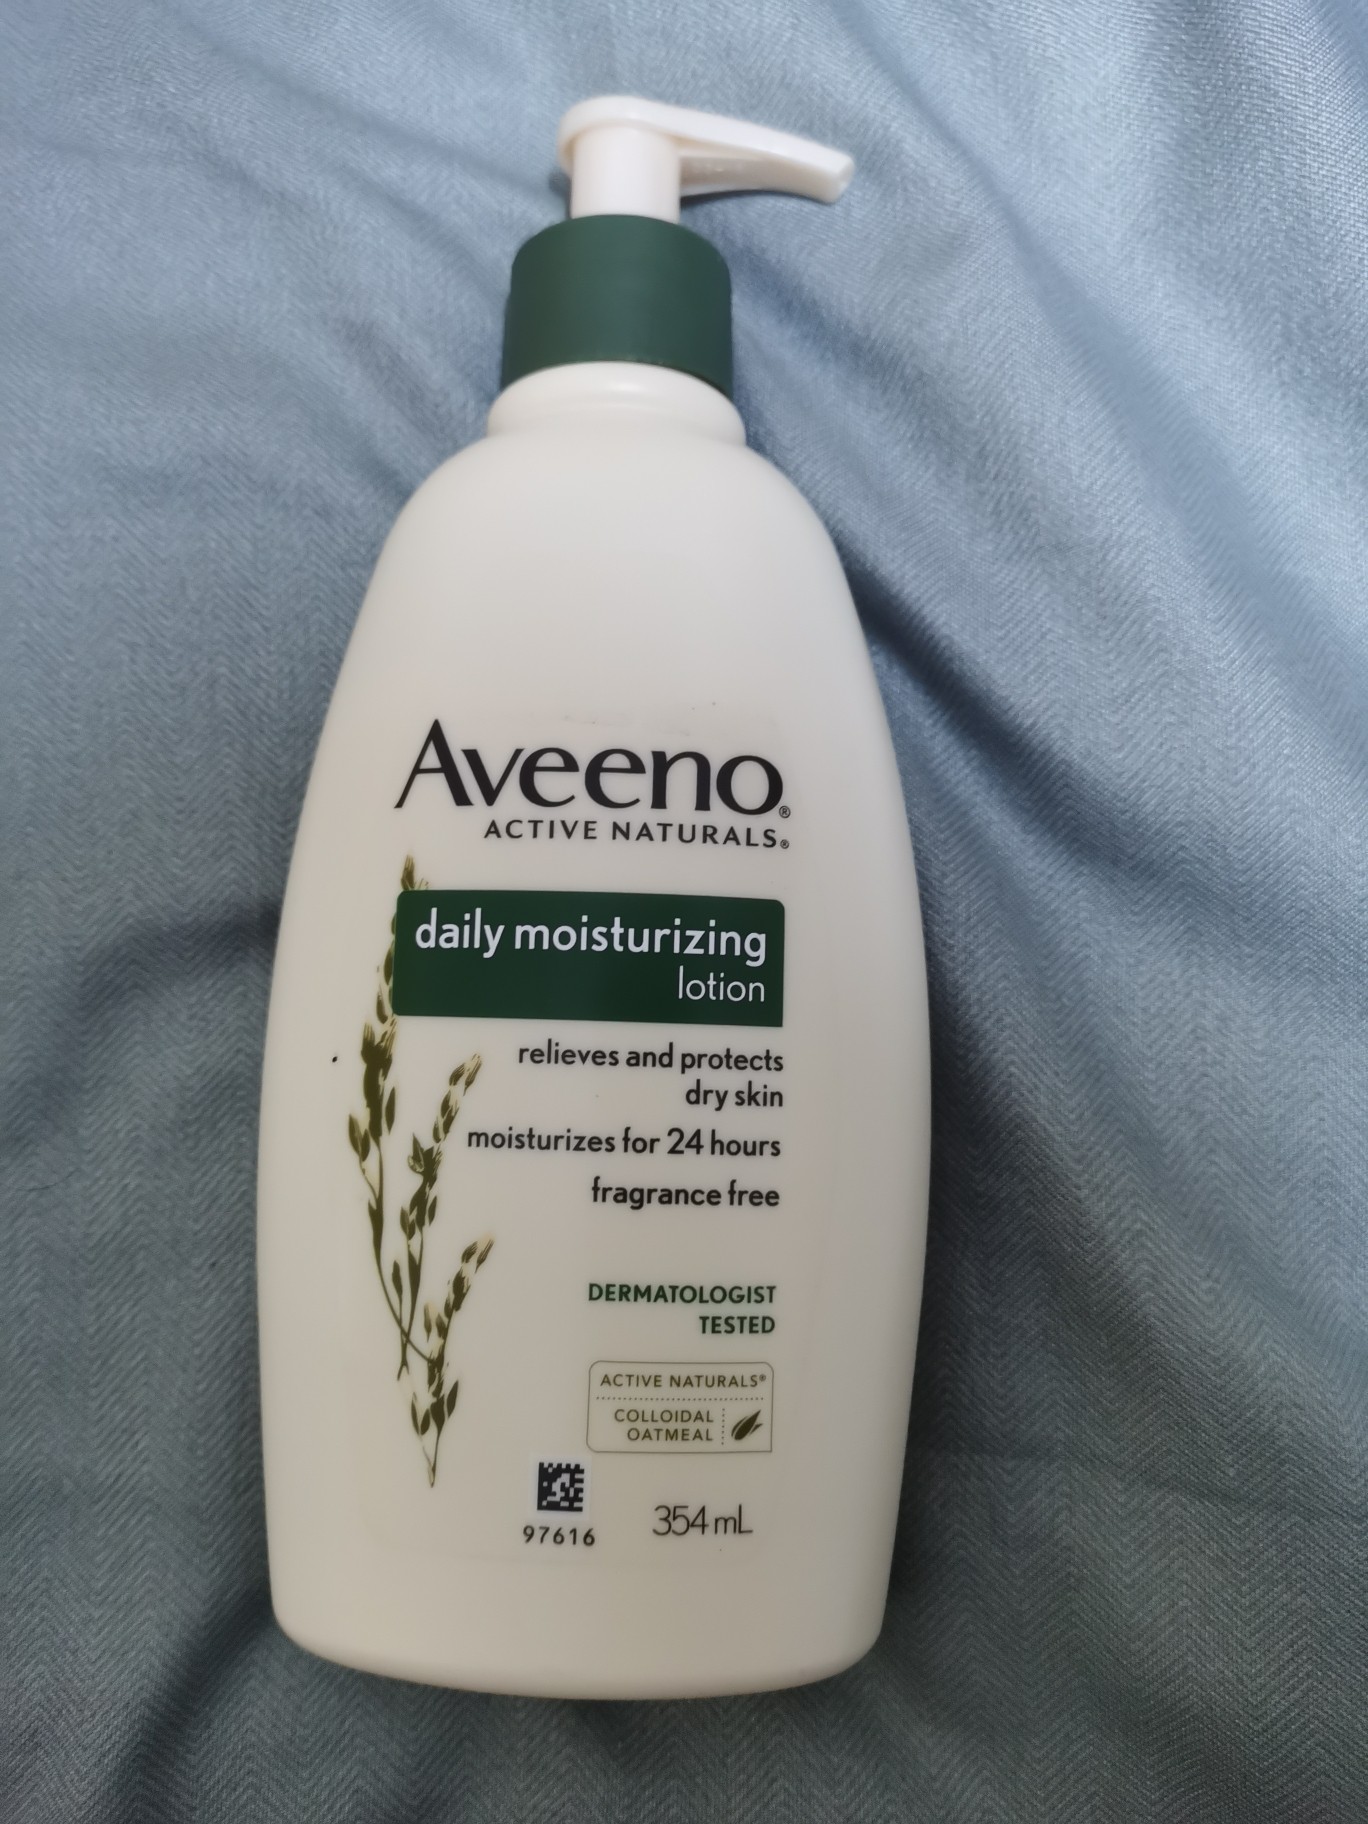 Aveeno®
ACTIVE NATURALS®
daily moisturizing
lotion
relieves and protects
dry skin
moisturizes for 24 hours
fragrance free
DERMATOLOGIST
TESTED
ACTIVE NATURALS®
COLLOIDAL
OATMEAL
97616
354 mL